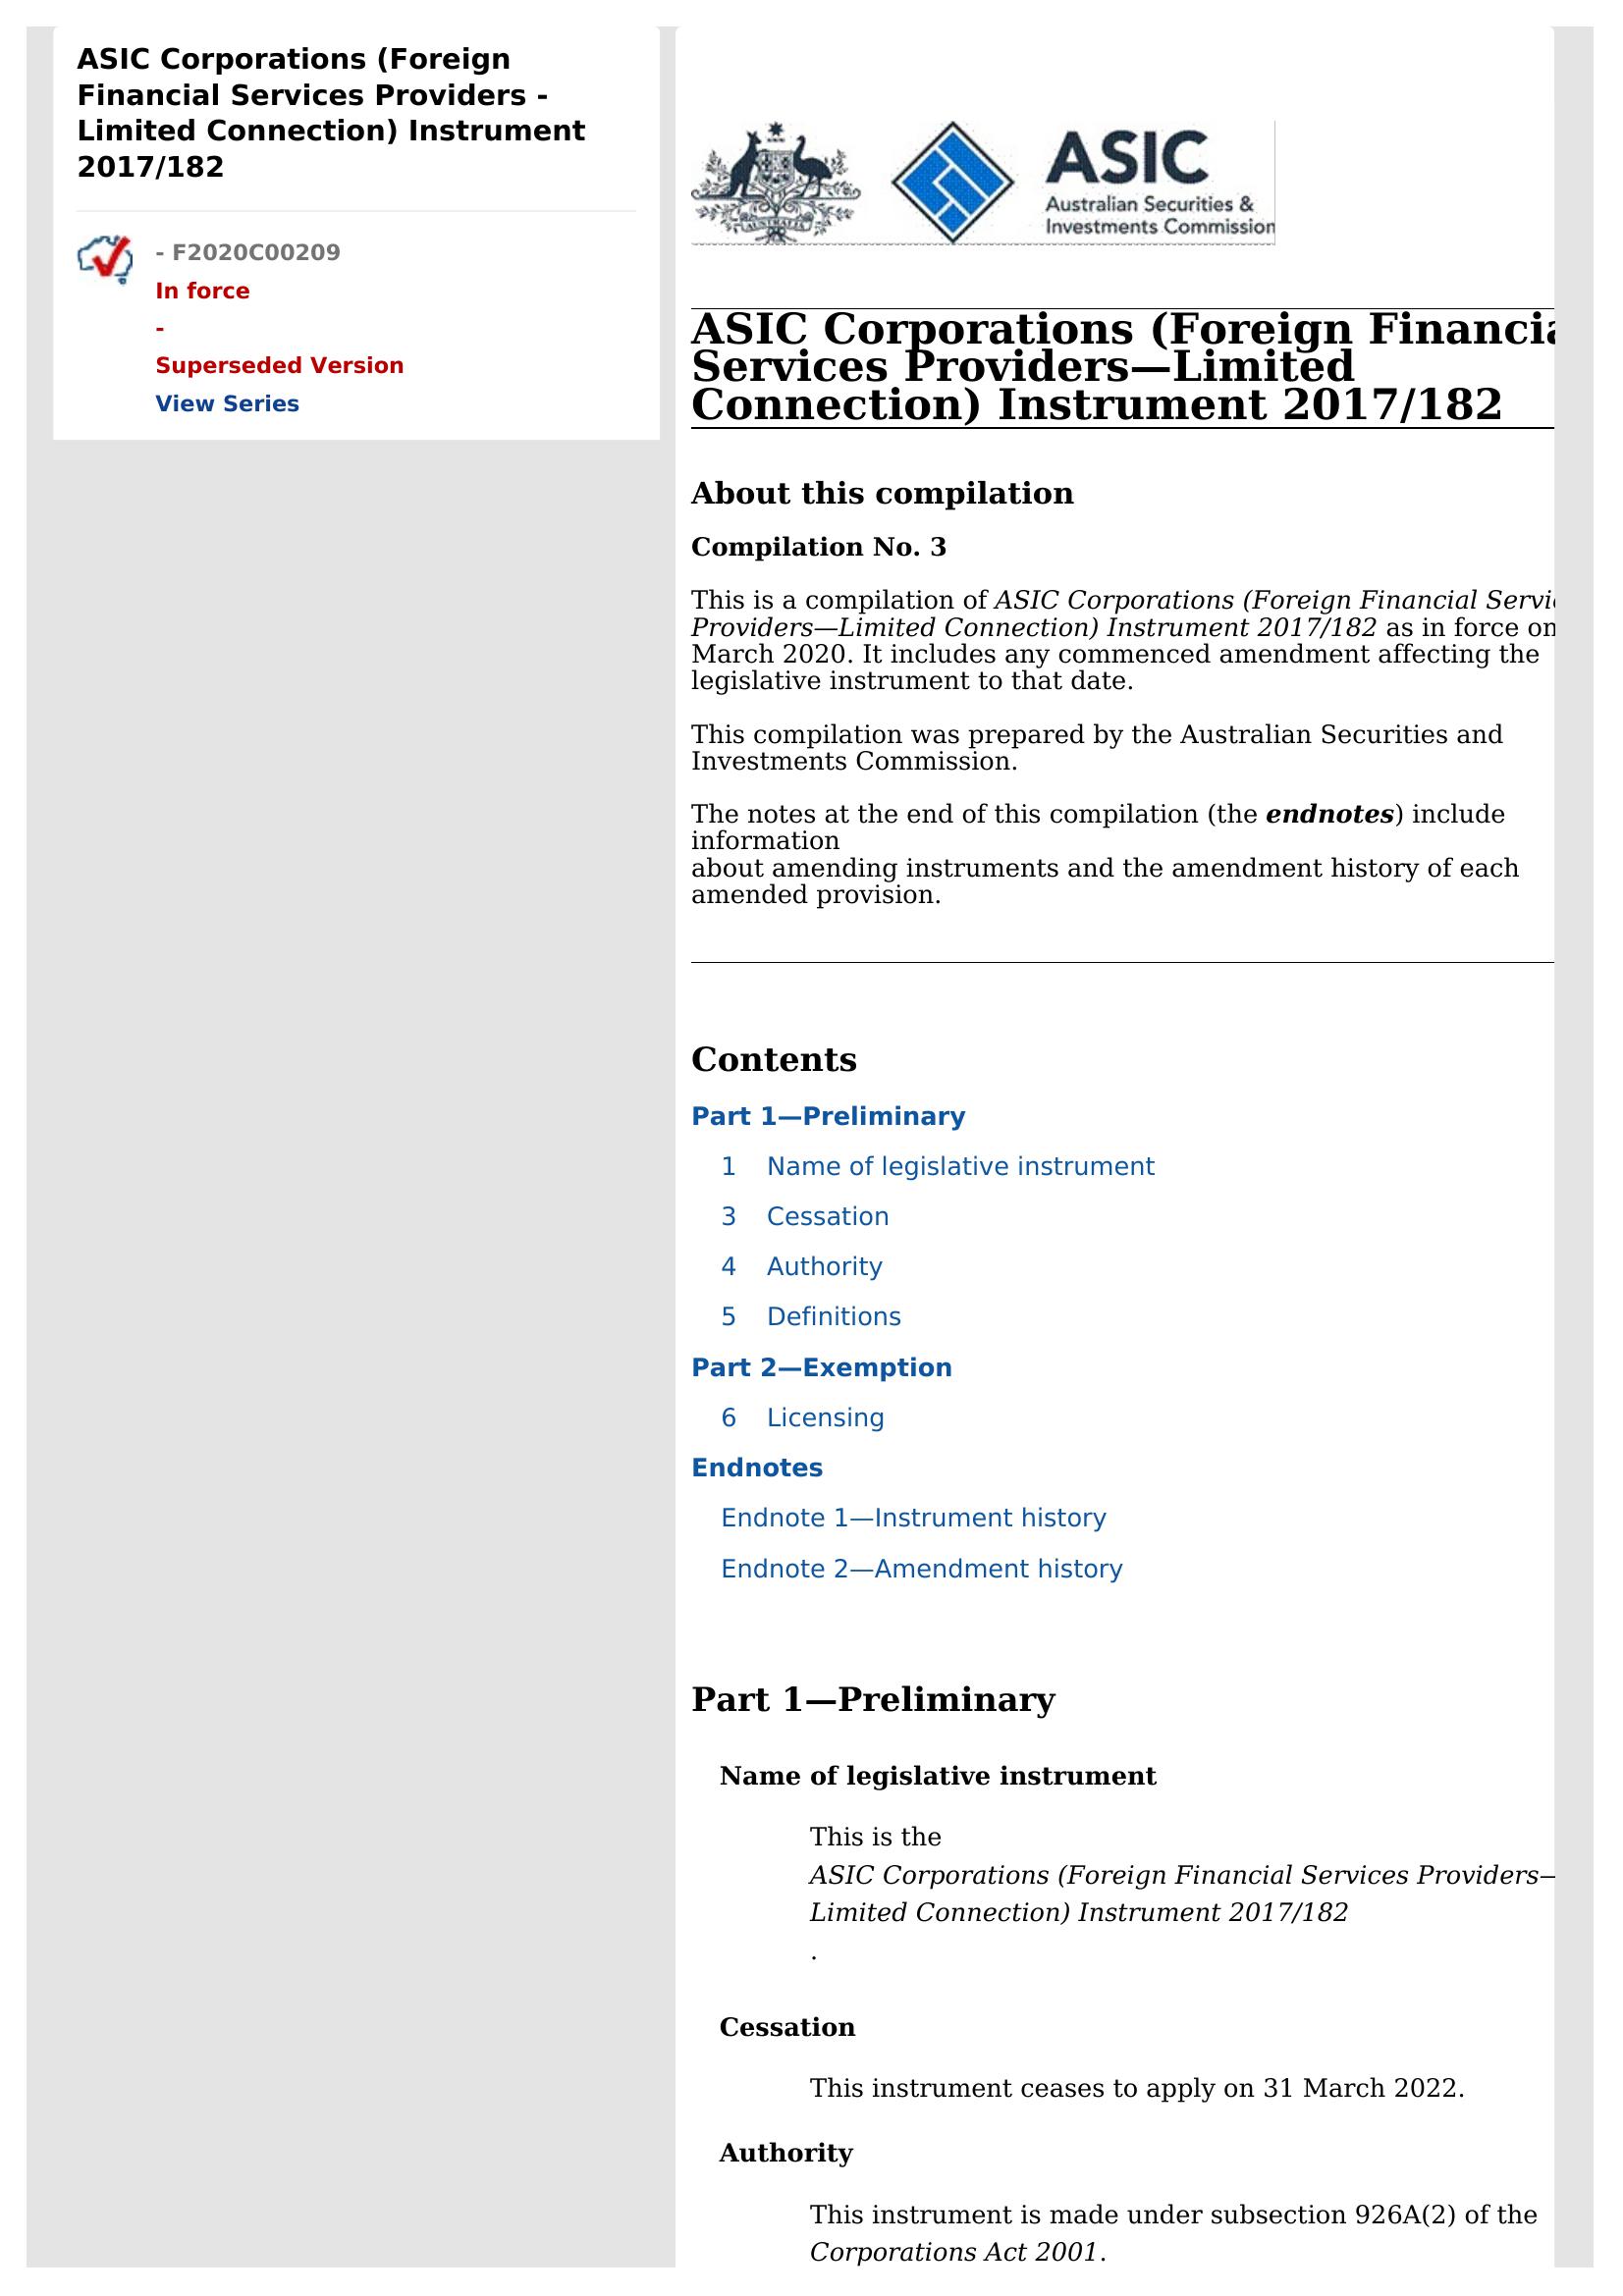 ASIC Corporations (Foreign
Financial Services Providers -
Limited Connection) Instrument
2017/182
- F2020C00209
In force
-
Superseded Version
View Series
AUSTRALIA
ASIC
Australian Securities &
Investments Commission
ASIC Corporations (Foreign Financia
Services Providers—Limited
Connection) Instrument 2017/182
About this compilation
Compilation No. 3
This is a compilation of ASIC Corporations (Foreign Financial Servic
Providers—Limited Connection) Instrument 2017/182 as in force on
March 2020. It includes any commenced amendment affecting the
legislative instrument to that date.
This compilation was prepared by the Australian Securities and
Investments Commission.
The notes at the end of this compilation (the endnotes) include
information
about amending instruments and the amendment history of each
amended provision.
Contents
Part 1—Preliminary
1 Name of legislative instrument
3 Cessation
4 Authority
5 Definitions
Part 2—Exemption
6 Licensing
Endnotes
Endnote 1—Instrument history
Endnote 2—Amendment history
Part 1—Preliminary
Name of legislative instrument
This is the
ASIC Corporations (Foreign Financial Services Providers—
Limited Connection) Instrument 2017/182
.
Cessation
This instrument ceases to apply on 31 March 2022.
Authority
This instrument is made under subsection 926A(2) of the
Corporations Act 2001.